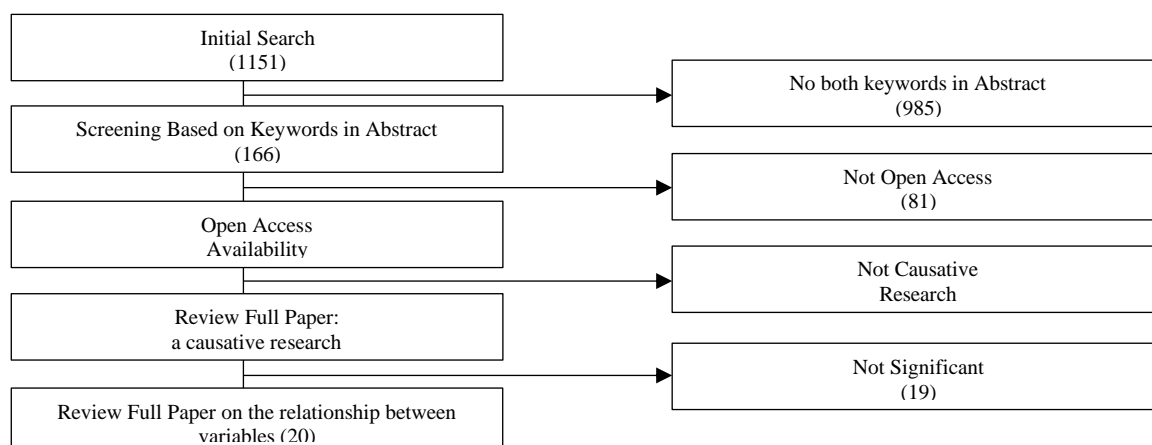 Initial Search
(1151)
No both keywords in Abstract
(985)
Screening Based on Keywords in Abstract
(166)
Not Open Access
(81)
Open Access
Availability
Not Causative
Research
Review Full Paper:
a causative research
Not Significant
(19)
Review Full Paper on the relationship between
variables (20)